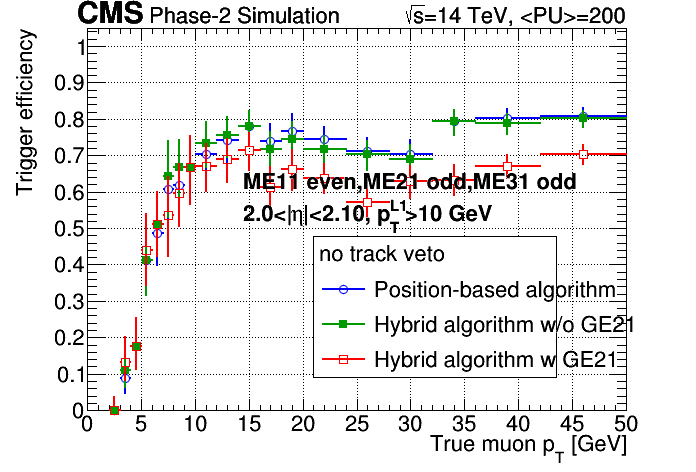 CMS Phase-2 Simulation √s=14 TeV, <PU>=200
Trigger efficiency
1
0.9
0.8
0.7
0.6
0.5
0.4
0.3
0.2
0.1
0
ME11 even,ME21 odd,ME31 odd
2.0<|η|<2.10, p_T^L1>10 GeV
no track veto
Position-based algorithm
Hybrid algorithm w/o GE21
Hybrid algorithm w GE21
0 5 10 15 20 25 30 35 40 45 50
True muon p_T [GeV]